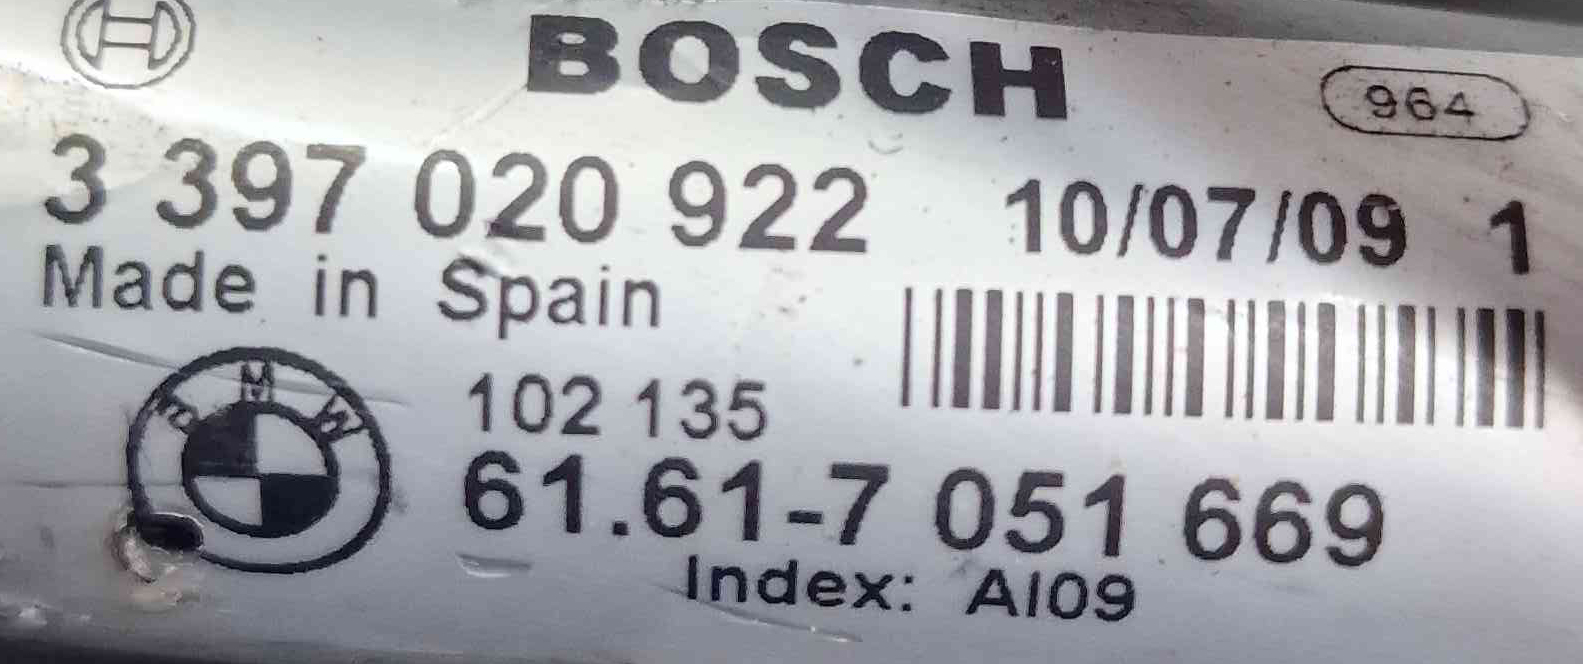 BOSCH
964
3 397 020 922 10/07/09 1
Made in Spain
BMW
102 135
61.61-7 051 669
Index: AI09